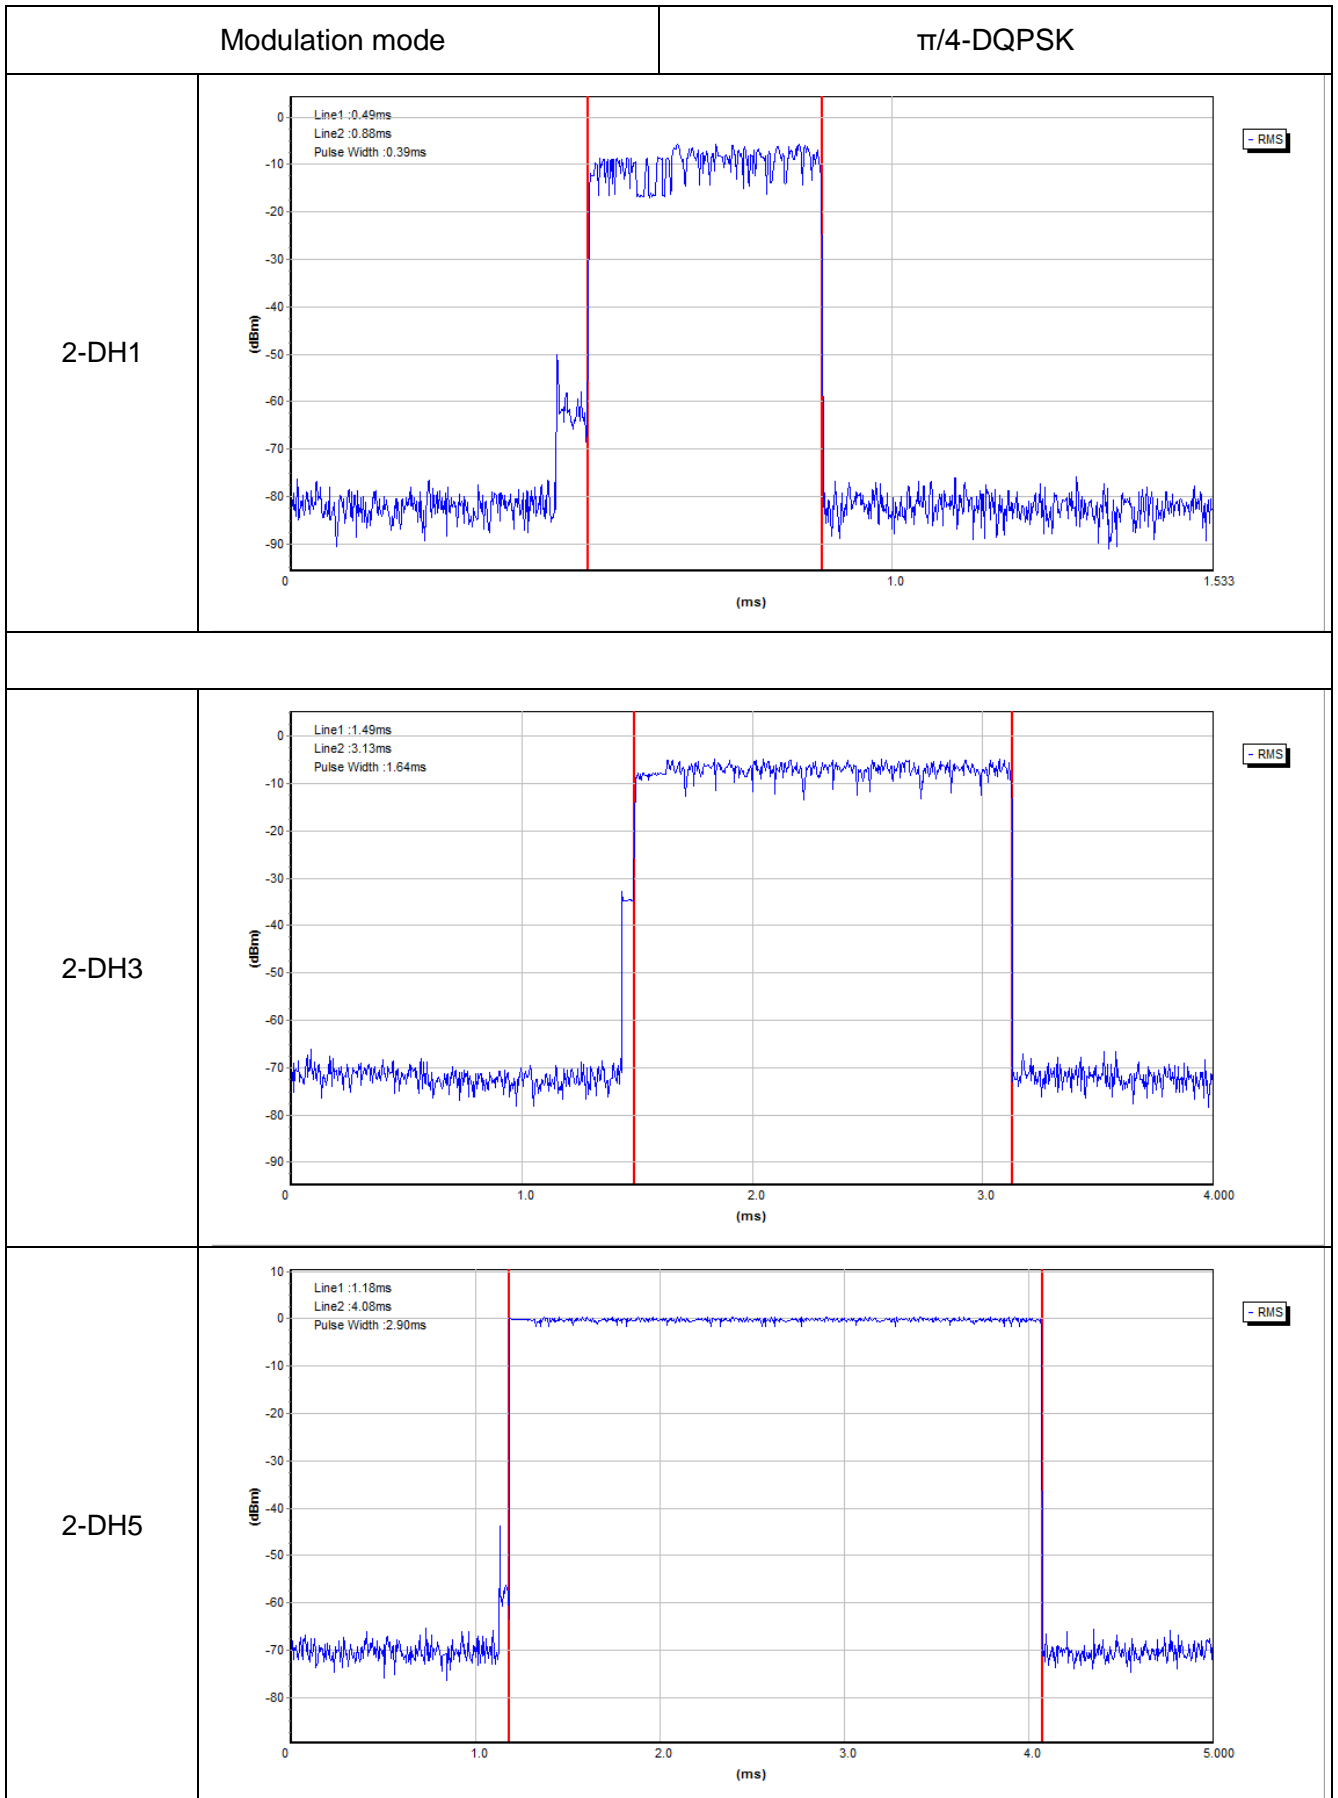 Modulation mode π/4-DQPSK
2-DH1
Line1 :0.49ms
Line2 :0.88ms
Pulse Width :0.39ms
- RMS
0
-10
-20
-30
-40
-50
-60
-70
-80
-90
(dBm)
0 1.0 1.533
(ms)
2-DH3
Line1 :1.49ms
Line2 :3.13ms
Pulse Width :1.64ms
- RMS
0
-10
-20
-30
-40
-50
-60
-70
-80
-90
(dBm)
0 1.0 2.0 3.0 4.000
(ms)
2-DH5
Line1 :1.18ms
Line2 :4.08ms
Pulse Width :2.90ms
- RMS
10
0
-10
-20
-30
-40
-50
-60
-70
-80
(dBm)
0 1.0 2.0 3.0 4.0 5.000
(ms)